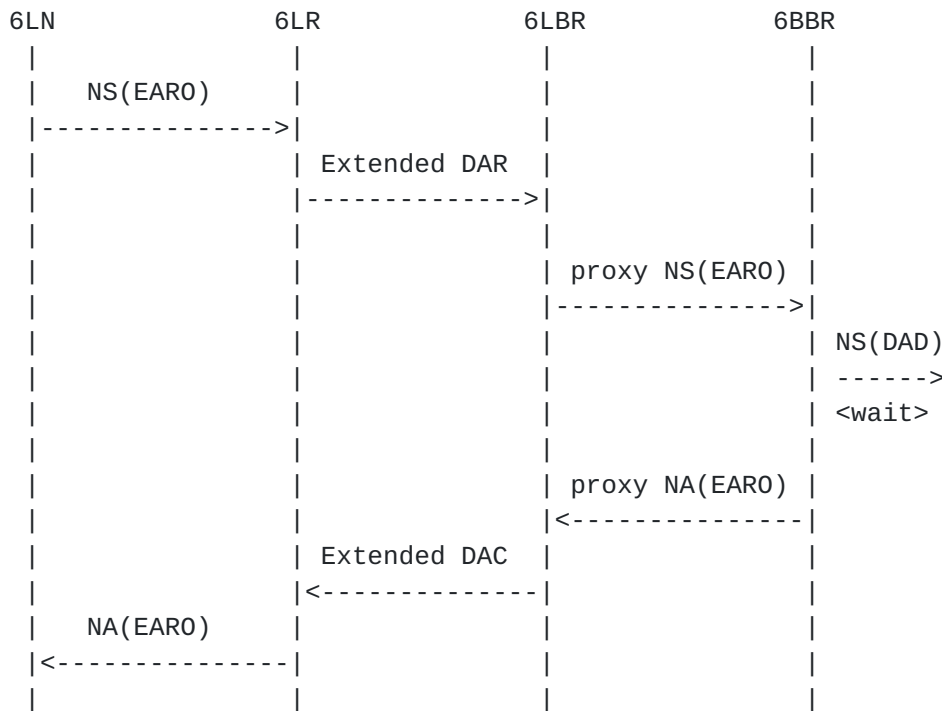 6LN 6LR 6LBR 6BBR
NS(EARO)
Extended DAR
proxy NS(EARO)
NS(DAD)
<wait>
proxy NA(EARO)
Extended DAC
NA(EARO)